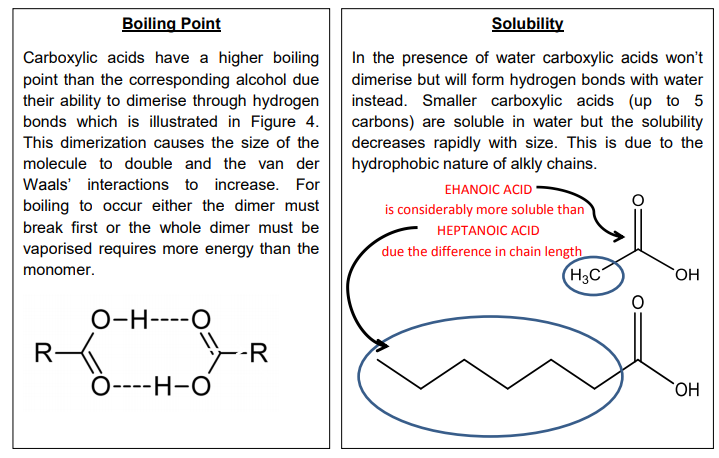 Boiling Point
Carboxylic acids have a higher boiling
point than the corresponding alcohol due
their ability to dimerise through hydrogen
bonds which is illustrated in Figure 4.
This dimerization causes the size of the
molecule to double and the van der
Waals' interactions to increase. For
boiling to occur either the dimer must
break first or the whole dimer must be
vaporised requires more energy than the
monomer.
O-H----O
R
-R
O----H-O
Solubility
In the presence of water carboxylic acids won't
dimerise but will form hydrogen bonds with water
instead. Smaller carboxylic acids (up to 5
carbons) are soluble in water but the solubility
decreases rapidly with size. This is due to the
hydrophobic nature of alkly chains.
EHANOIC ACID
is considerably more soluble than
HEPTANOIC ACID
due the difference in chain length
O
H₃C
OH
O
OH